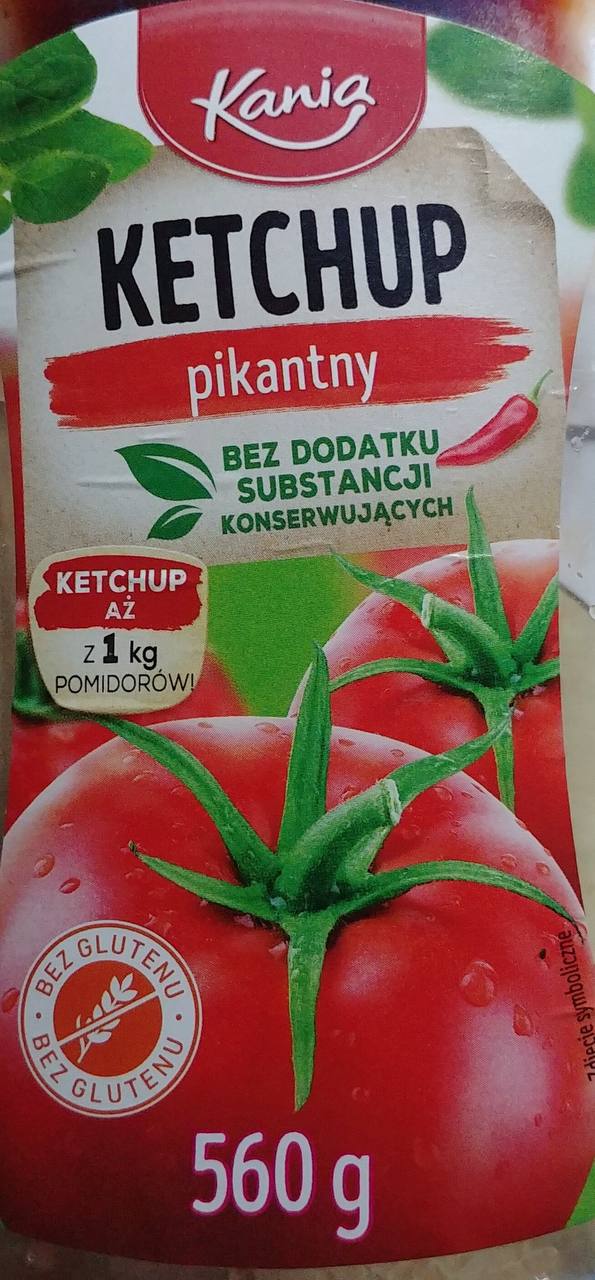 Kania
KETCHUP
pikantny
BEZ DODATKU
SUBSTANCJI
KONSERWUJĄCYCH
KETCHUP
AŻ
z 1 kg
POMIDORÓW!
BEZ GLUTENU
BEZ GLUTENU
Zdjęcie symboliczne
560 g